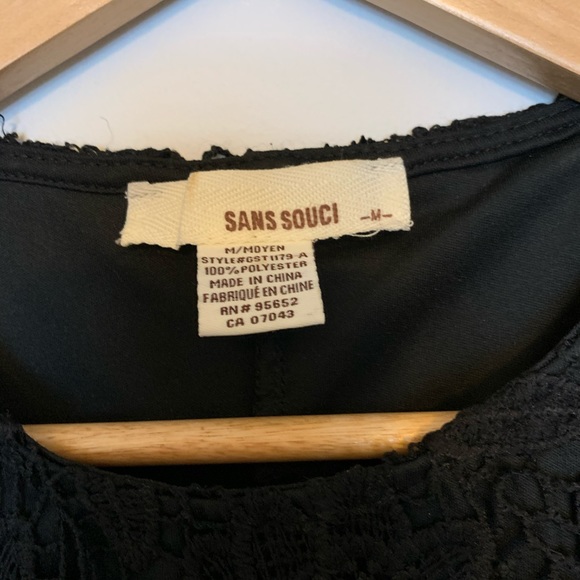 SANS SOUCI -M-
M/MOYEN
STYLE#GST1179-A
100% POLYESTER
MADE IN CHINA
FABRIQUÉ EN CHINE
RN# 95652
CA 07043